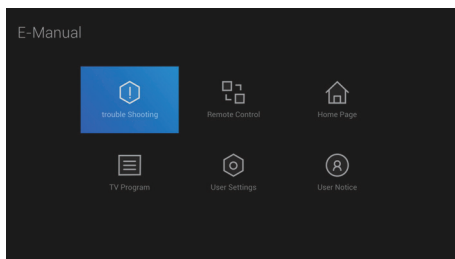 E-Manual
trouble Shooting
Remote Control
Home Page
TV Program
User Settings
User Notice